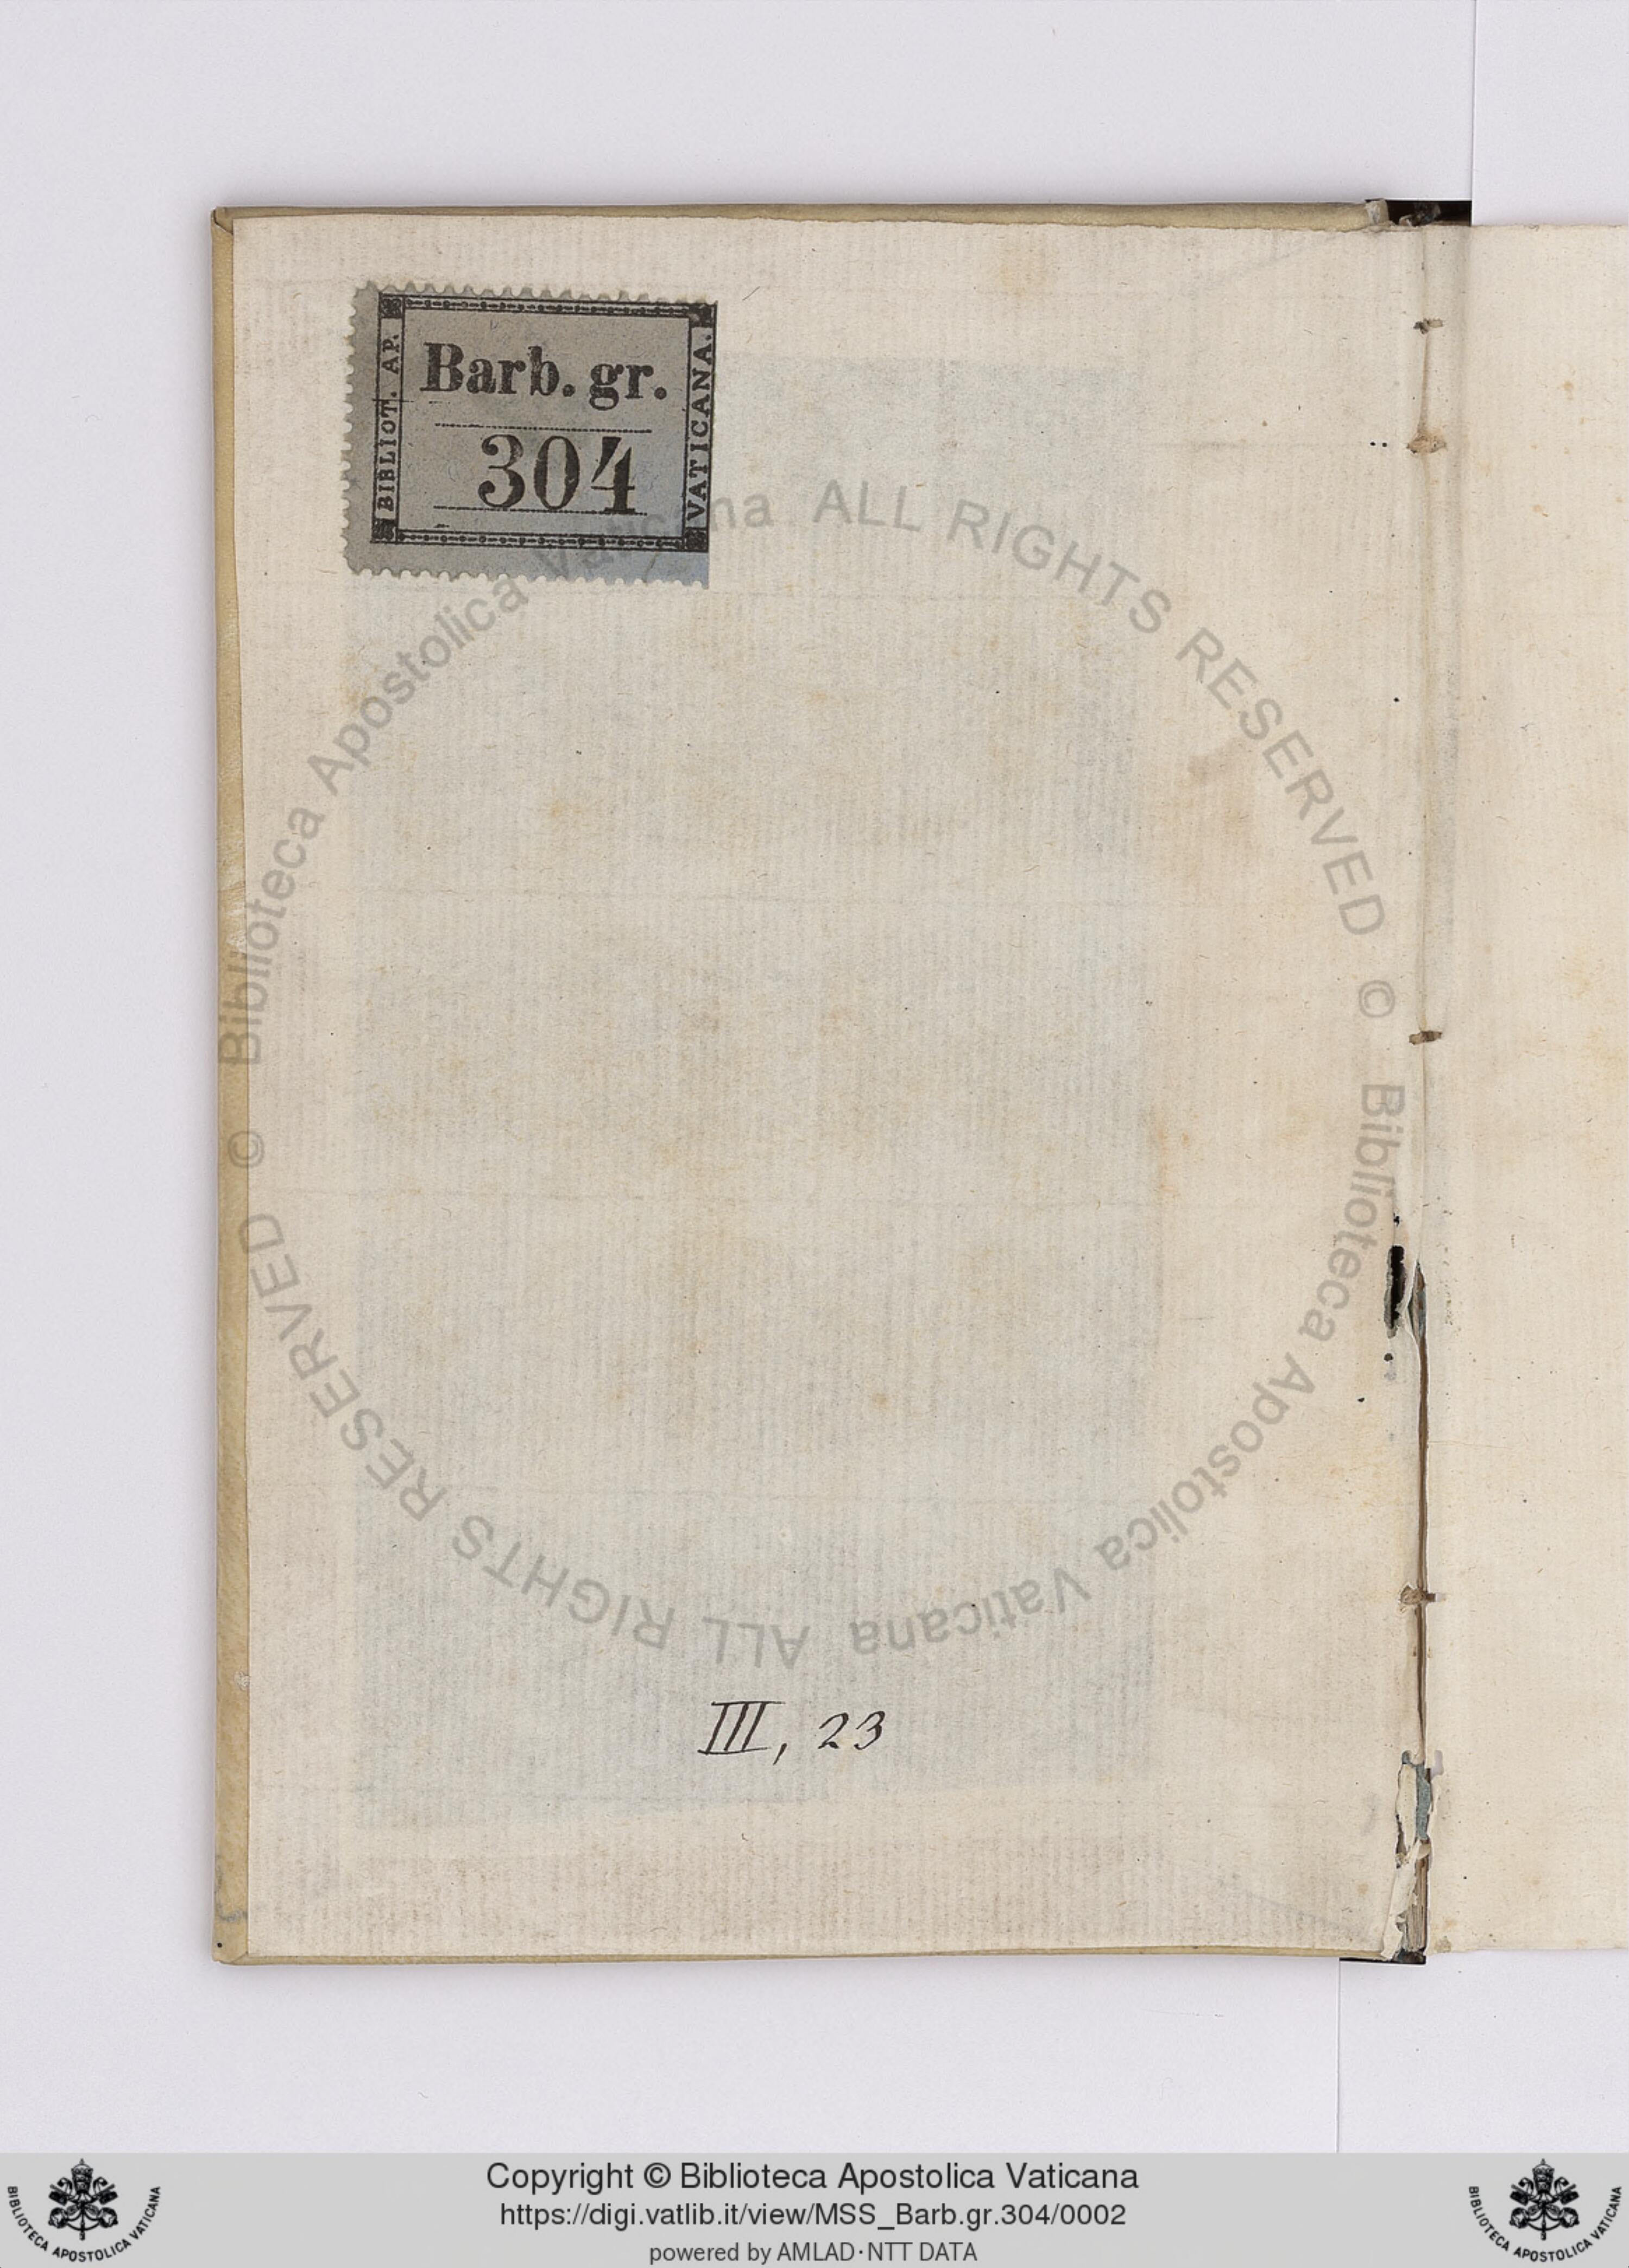 BIBLIOT. AP.
Barb. gr.
304
VATICANA.
© Biblioteca Apostolica Vaticana ALL RIGHTS RESERVED
© Biblioteca Apostolica Vaticana ALL RIGHTS RESERVED
III, 23
Copyright © Biblioteca Apostolica Vaticana
https://digi.vatlib.it/view/MSS_Barb.gr.304/0002
powered by AMLAD·NTT DATA
BIBLIOTECA APOSTOLICA VATICANA
BIBLIOTECA APOSTOLICA VATICANA